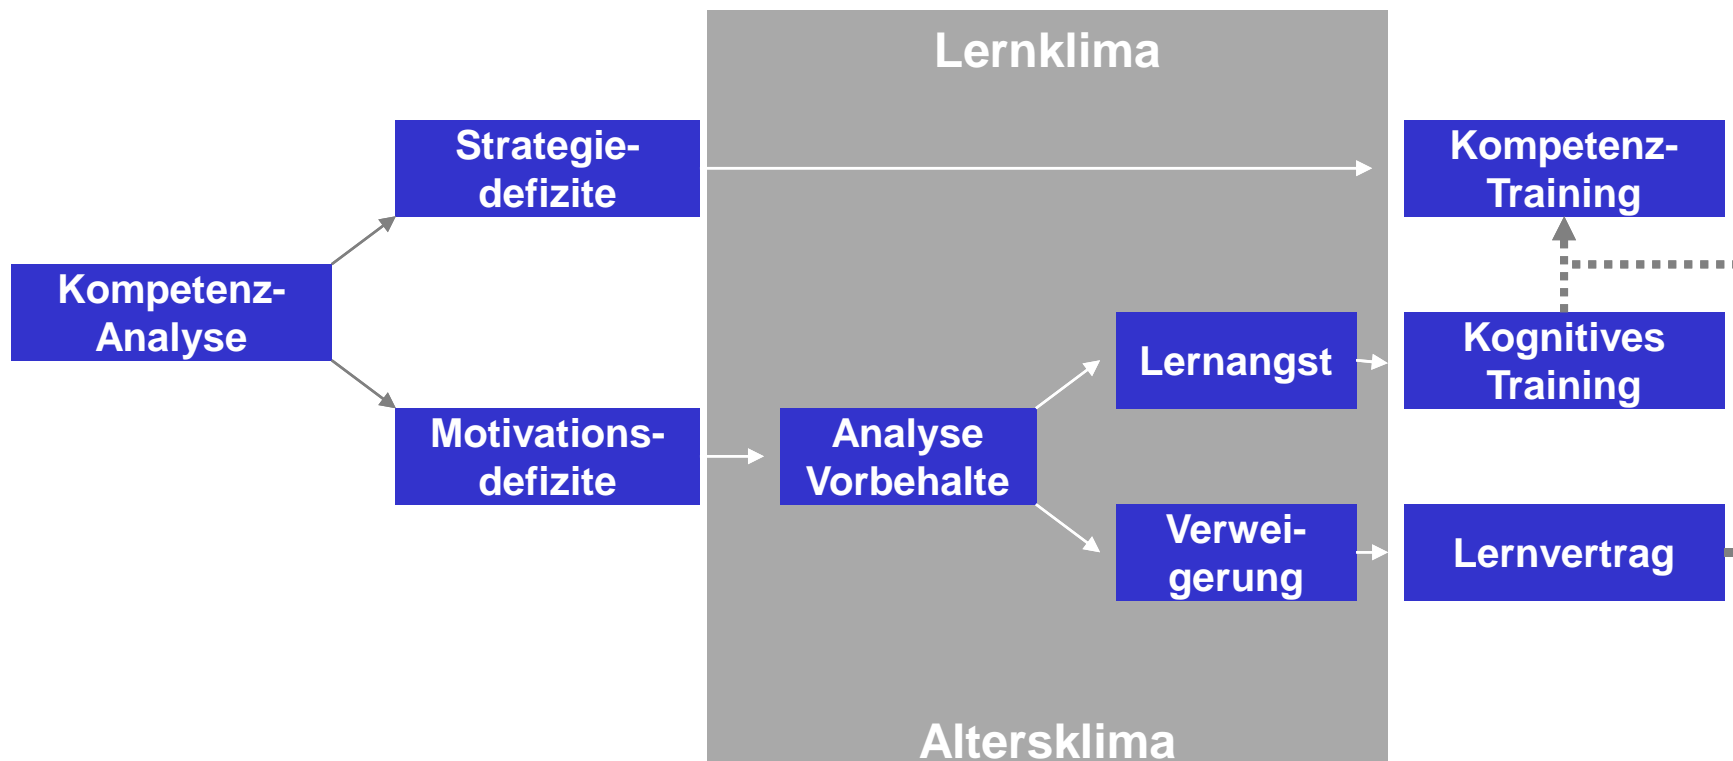 Lernklima
Strategie-
defizite
Kompetenz-
Training
Kompetenz-
Analyse
Lernangst
Kognitives
Training
Motivations-
defizite
Analyse
Vorbehalte
Verwei-
gerung
Lernvertrag
Altersklima